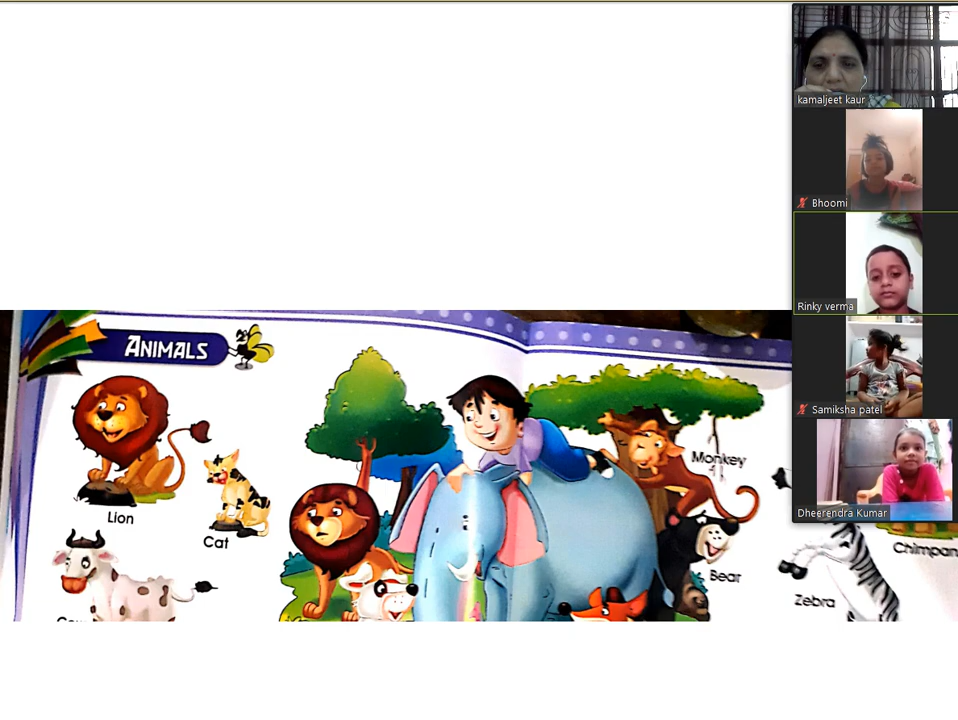 ANIMALS
Lion
Cat
Monkey
Bear
Zebra
kamaljeet kaur
Bhoomi
Rinky verma
Samiksha patel
Dheerendra Kumar